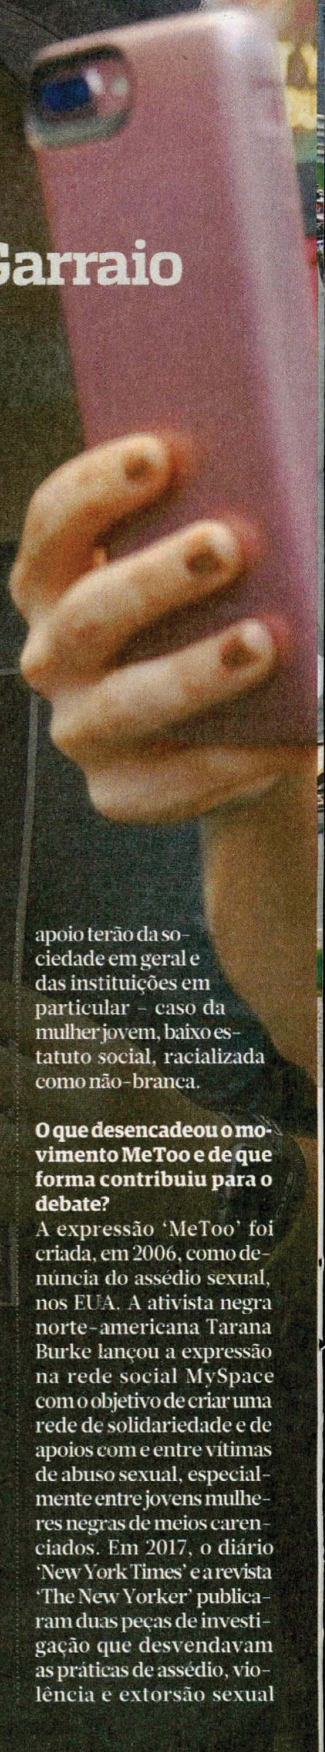 Garraio
apoio terão da so-
ciedade em geral e
das instituições em
particular – caso da
mulher jovem, baixo es-
tatuto social, racializada
como não-branca.
O que desencadeou o mo-
vimento MeToo e de que
forma contribuiu para o
debate?
A expressão ‘MeToo’ foi
criada, em 2006, como de-
núncia do assédio sexual,
nos EUA. A ativista negra
norte-americana Tarana
Burke lançou a expressão
na rede social MySpace
com o objetivo de criar uma
rede de solidariedade e de
apoios com e entre vítimas
de abuso sexual, especial-
mente entre jovens mulhe-
res negras de meios caren-
ciados. Em 2017, o diário
‘New York Times’ e a revista
‘The New Yorker’ publica-
ram duas peças de investi-
gação que desvendavam
as práticas de assédio, vio-
lência e extorsão sexual